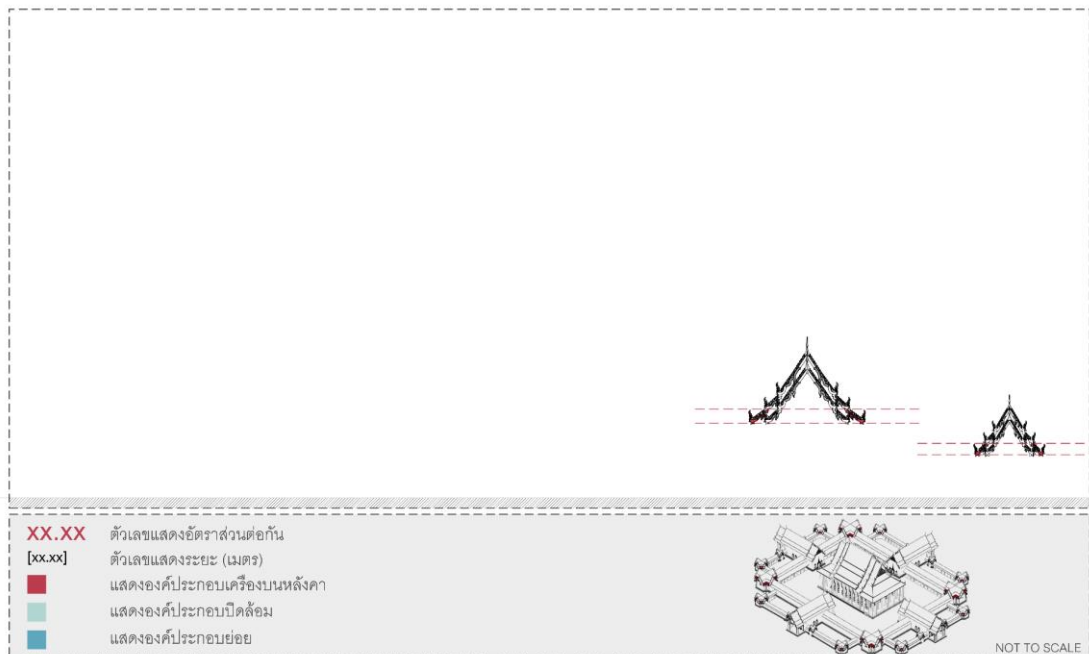 XX.XX ตัวเลขแสดงอัตราส่วนต่อกัน
[xx.xx] ตัวเลขแสดงระยะ (เมตร)
แสดงองค์ประกอบเครื่องบนหลังคา
แสดงองค์ประกอบปิดล้อม
แสดงองค์ประกอบย่อย
NOT TO SCALE